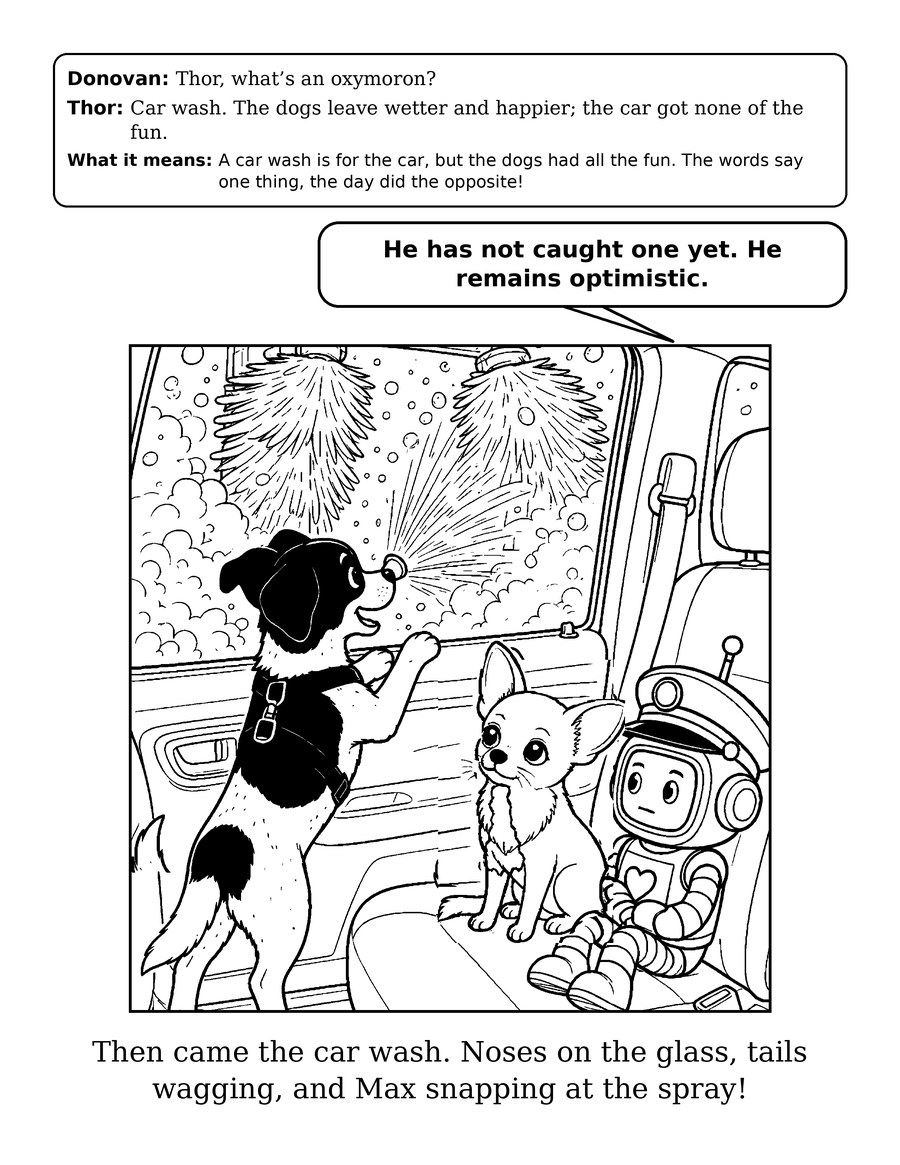 Donovan: Thor, what’s an oxymoron?
Thor: Car wash. The dogs leave wetter and happier; the car got none of the
fun.
What it means: A car wash is for the car, but the dogs had all the fun. The words say
one thing, the day did the opposite!
He has not caught one yet. He
remains optimistic.
Then came the car wash. Noses on the glass, tails
wagging, and Max snapping at the spray!